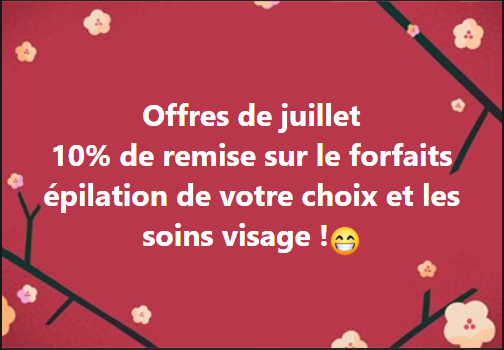 Offres de juillet
10% de remise sur le forfaits
épilation de votre choix et les
soins visage !😁